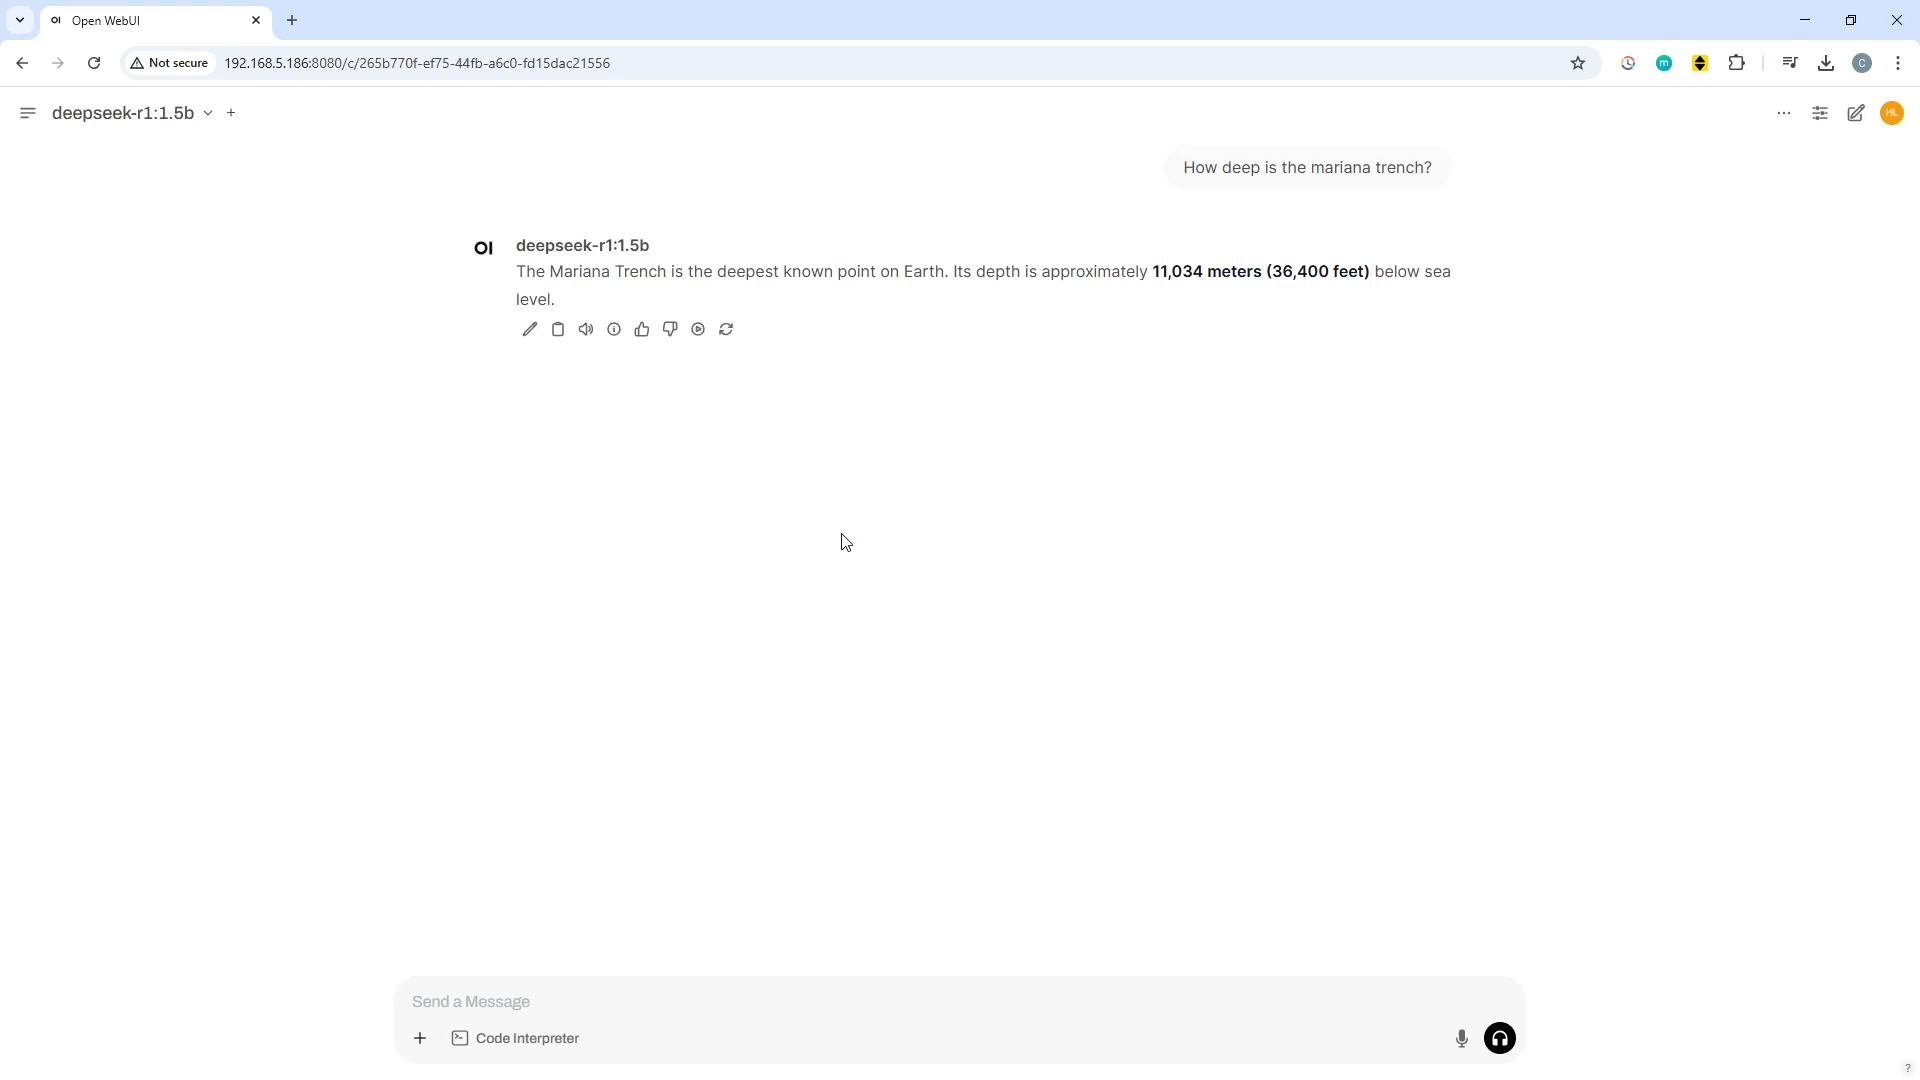 Open WebUI
Not secure
192.168.5.186:8080/c/265b770f-ef75-44fb-a6c0-fd15dac21556
m
C
deepseek-r1:1.5b
HL
How deep is the mariana trench?
OI
deepseek-r1:1.5b
The Mariana Trench is the deepest known point on Earth. Its depth is approximately 11,034 meters (36,400 feet) below sea
level.
Send a Message
Code Interpreter
?